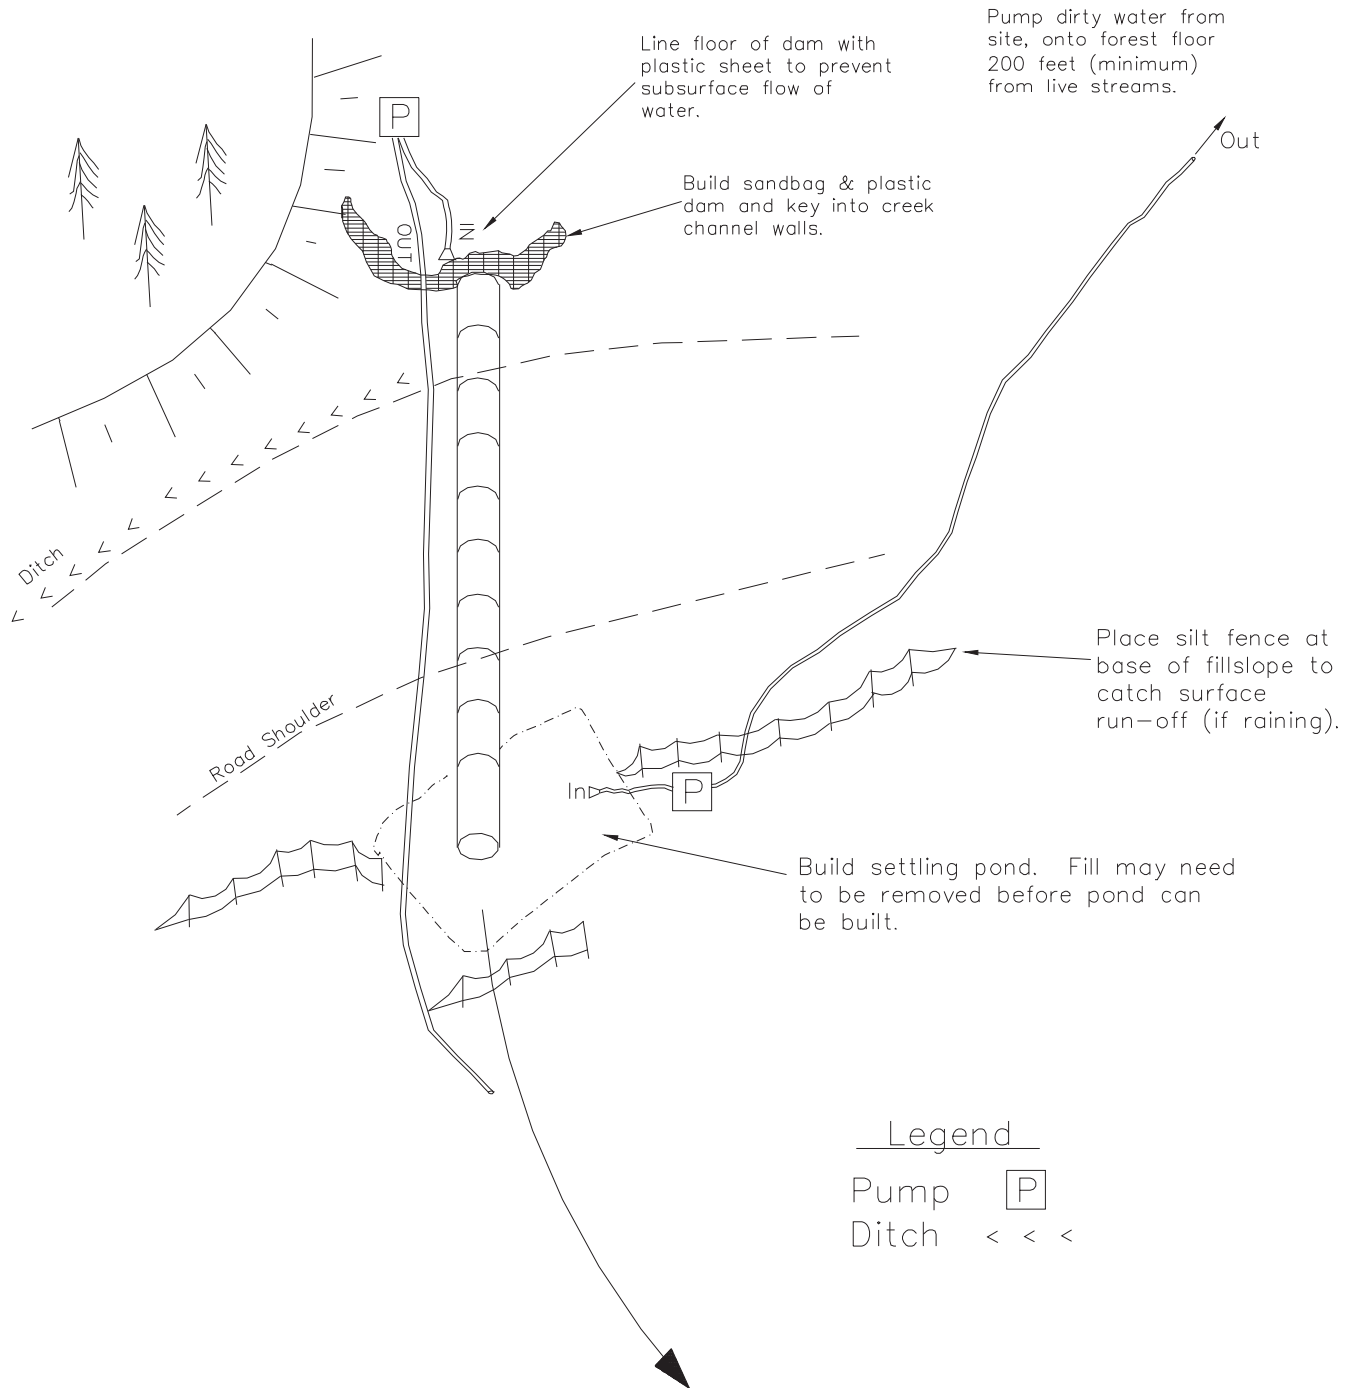 Pump dirty water from
site, onto forest floor
200 feet (minimum)
from live streams.
Line floor of dam with
plastic sheet to prevent
subsurface flow of
water.
P
Out
Build sandbag & plastic
dam and key into creek
channel walls.
OUT
IN
Ditch
Place silt fence at
base of fillslope to
catch surface
run-off (if raining).
Road Shoulder
In
P
Build settling pond. Fill may need
to be removed before pond can
be built.
Legend
Pump P
Ditch < < <